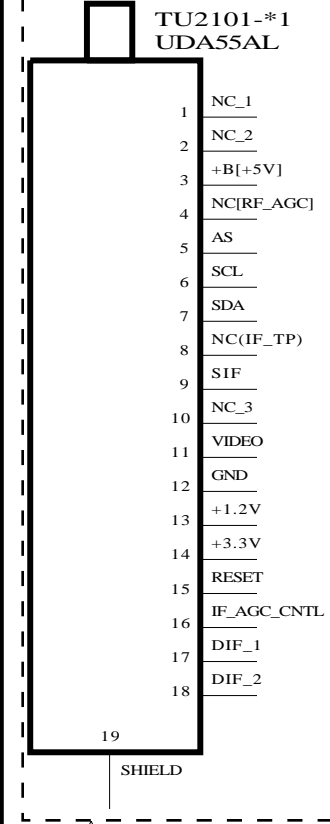 TU2101-*1
UDA55AL
1 NC_1
2 NC_2
3 +B[+5V]
4 NC[RF_AGC]
5 AS
6 SCL
7 SDA
8 NC(IF_TP)
9 SIF
10 NC_3
11 VIDEO
12 GND
13 +1.2V
14 +3.3V
15 RESET
16 IF_AGC_CNTL
17 DIF_1
18 DIF_2
19
SHIELD